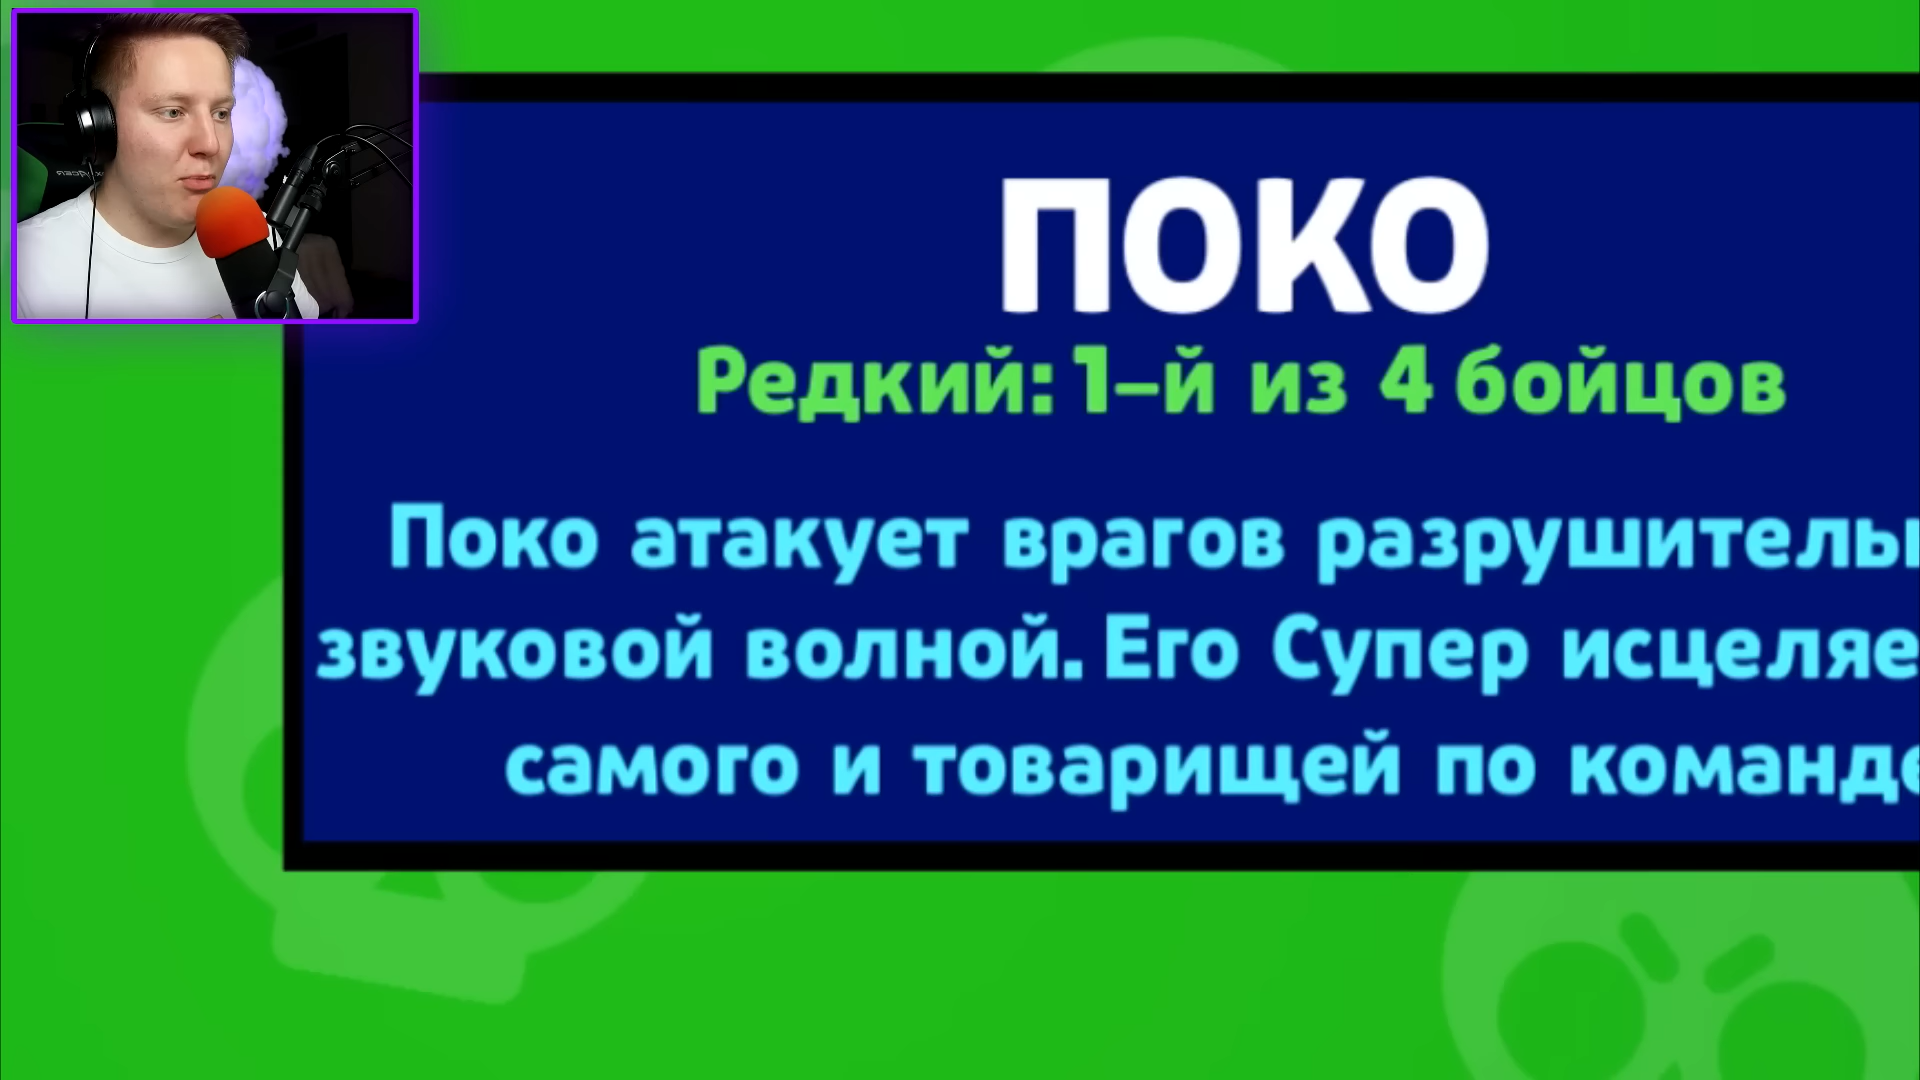 ПОКО
Редкий: 1-й из 4 бойцов
Поко атакует врагов
звуковой волной. Его Супер
самого и товарищей по